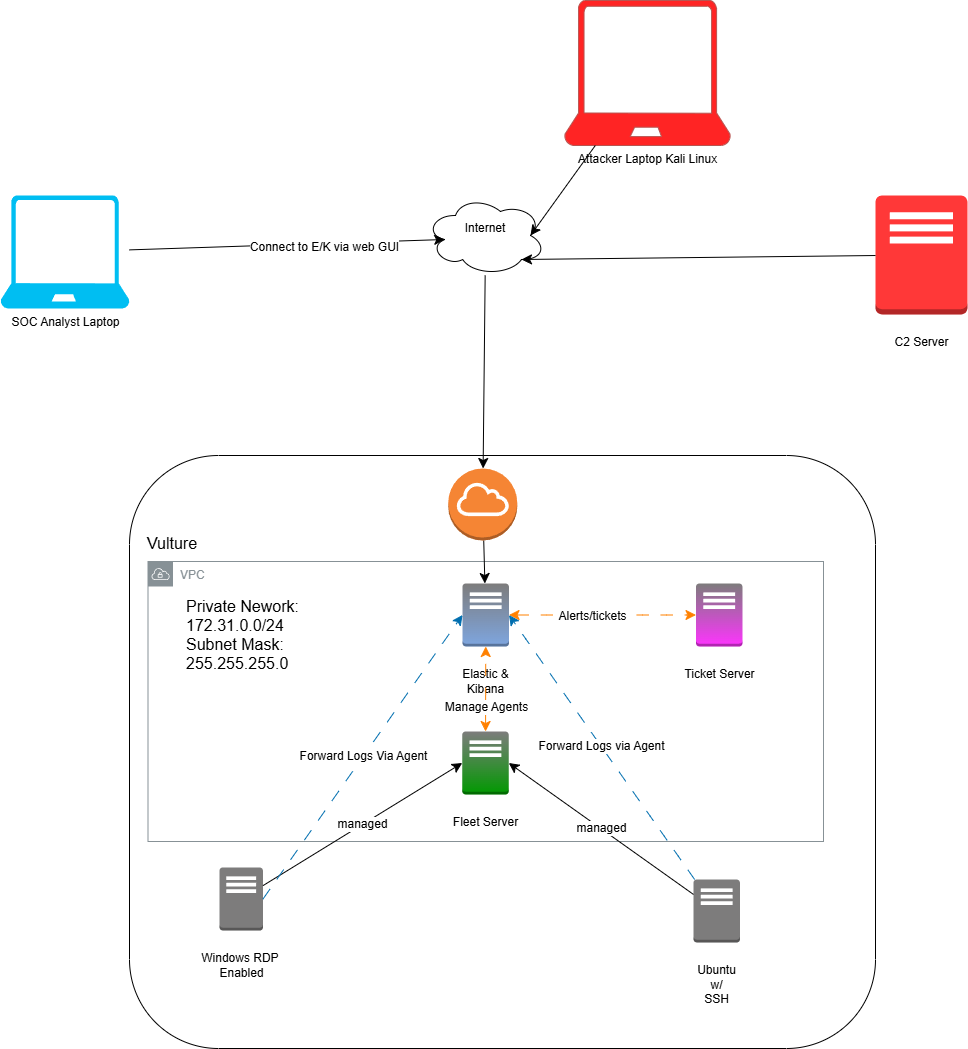 Attacker Laptop Kali Linux
Internet
Connect to E/K via web GUI
SOC Analyst Laptop
C2 Server
Vulture
VPC
Private Nework:
172.31.0.0/24
Subnet Mask:
255.255.255.0
Alerts/tickets
Elastic &
Kibana
Ticket Server
Manage Agents
Forward Logs Via Agent
Forward Logs via Agent
Fleet Server
managed
managed
Windows RDP
Enabled
Ubuntu
w/
SSH